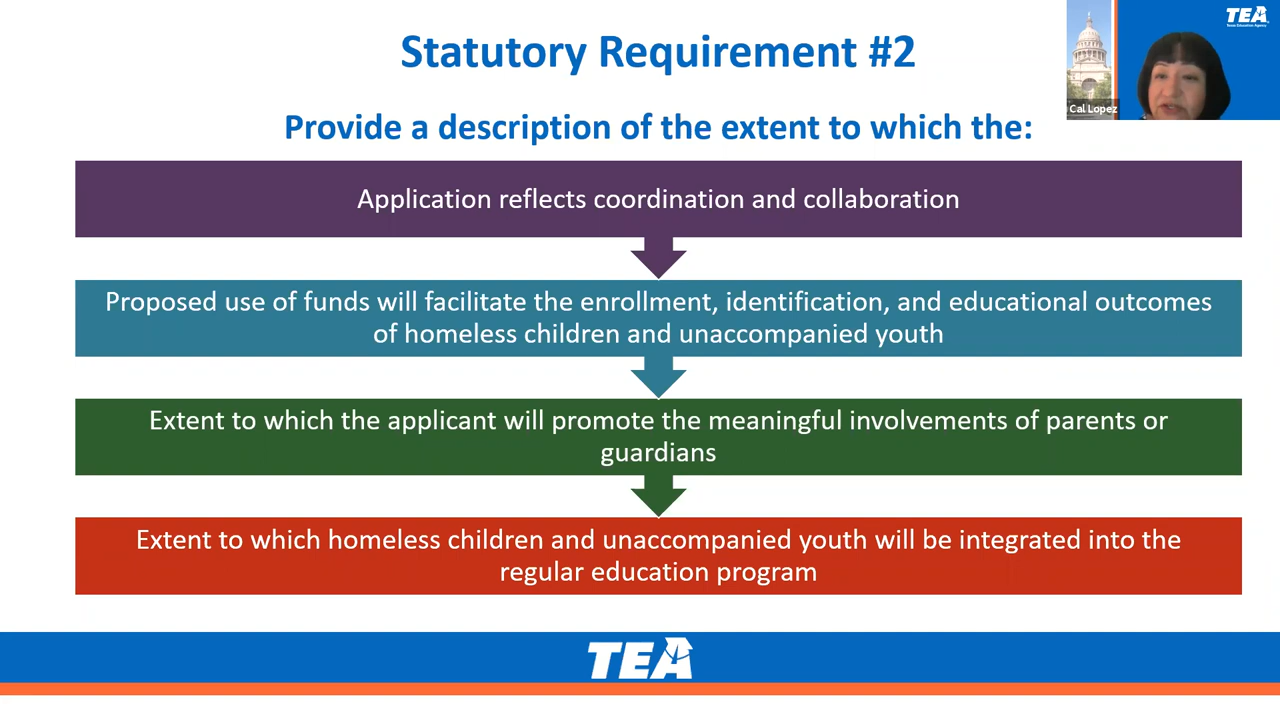 Statutory Requirement #2
TEA
Texas Education Agency
Cal Lopez
Provide a description of the extent to which the:
Application reflects coordination and collaboration
Proposed use of funds will facilitate the enrollment, identification, and educational outcomes
of homeless children and unaccompanied youth
Extent to which the applicant will promote the meaningful involvements of parents or
guardians
Extent to which homeless children and unaccompanied youth will be integrated into the
regular education program
TEA